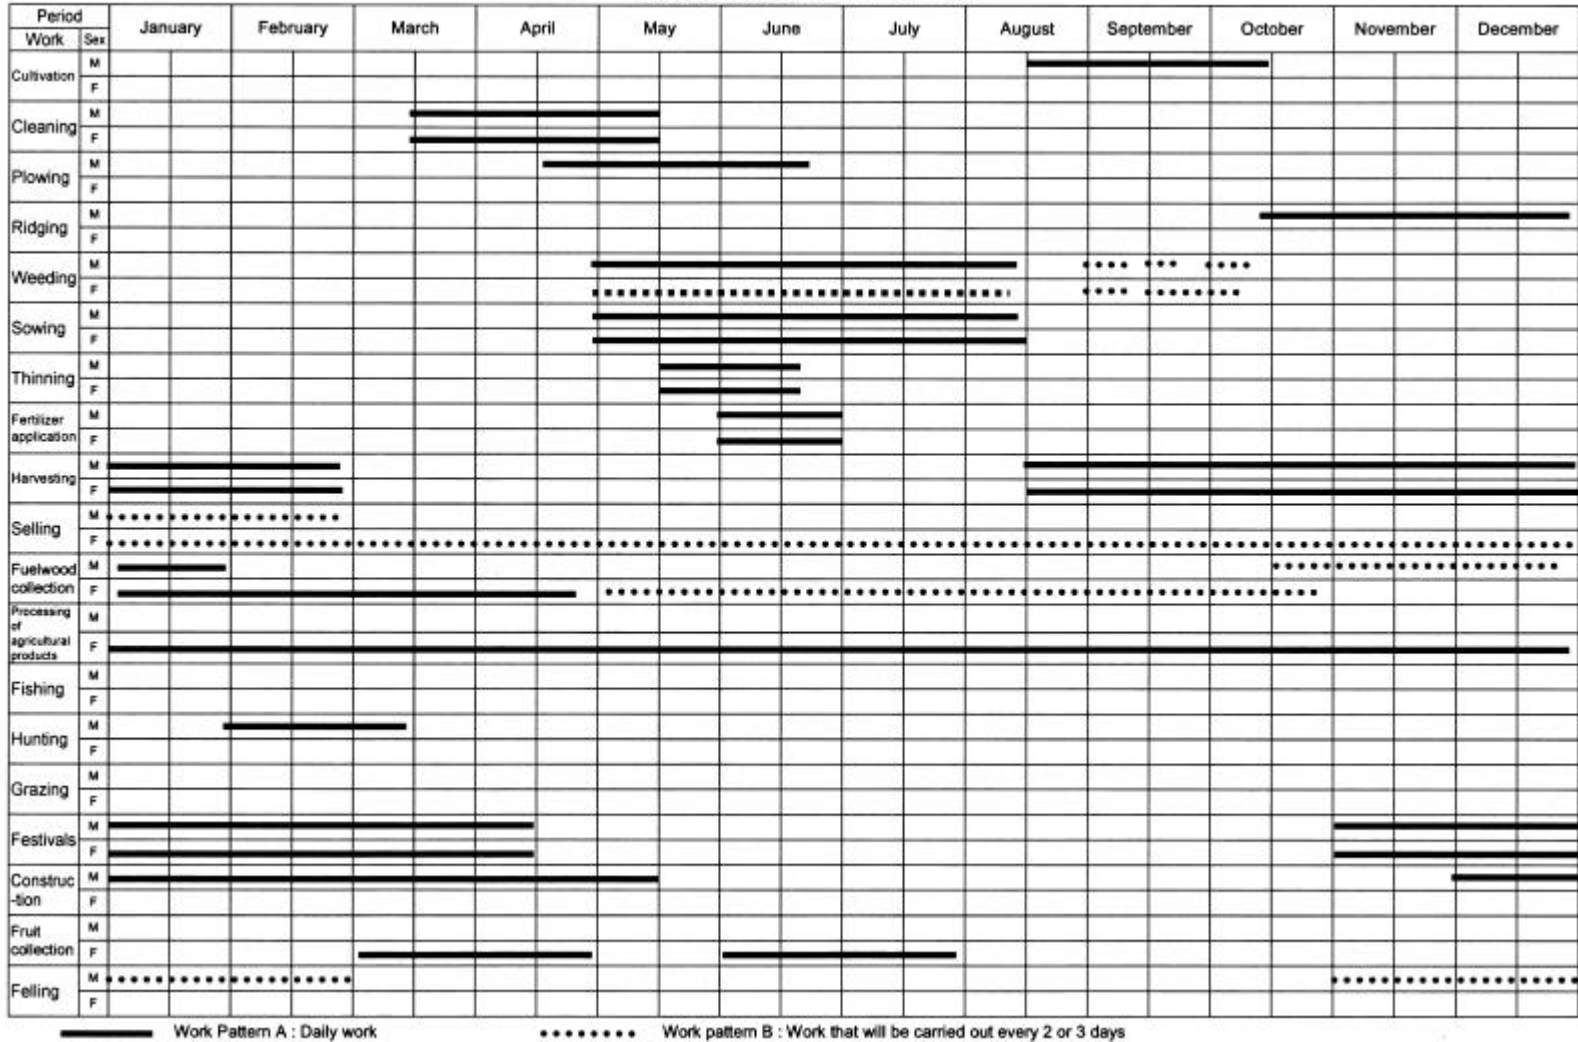 Period January February March April May June July August September October November December
Work Sex
Cultivation M
F
Cleaning M
F
Plowing M
F
Ridging M
F
Weeding M
F
Sowing M
F
Thinning M
F
Fertilizer M
application F
Harvesting M
F
Selling M
F
Fuelwood M
collection F
Processing
of M
agricultural
products F
Fishing M
F
Hunting M
F
Grazing M
F
Festivals M
F
Construc M
-tion F
Fruit M
collection F
Felling M
F
Work Pattern A : Daily work Work pattern B : Work that will be carried out every 2 or 3 days